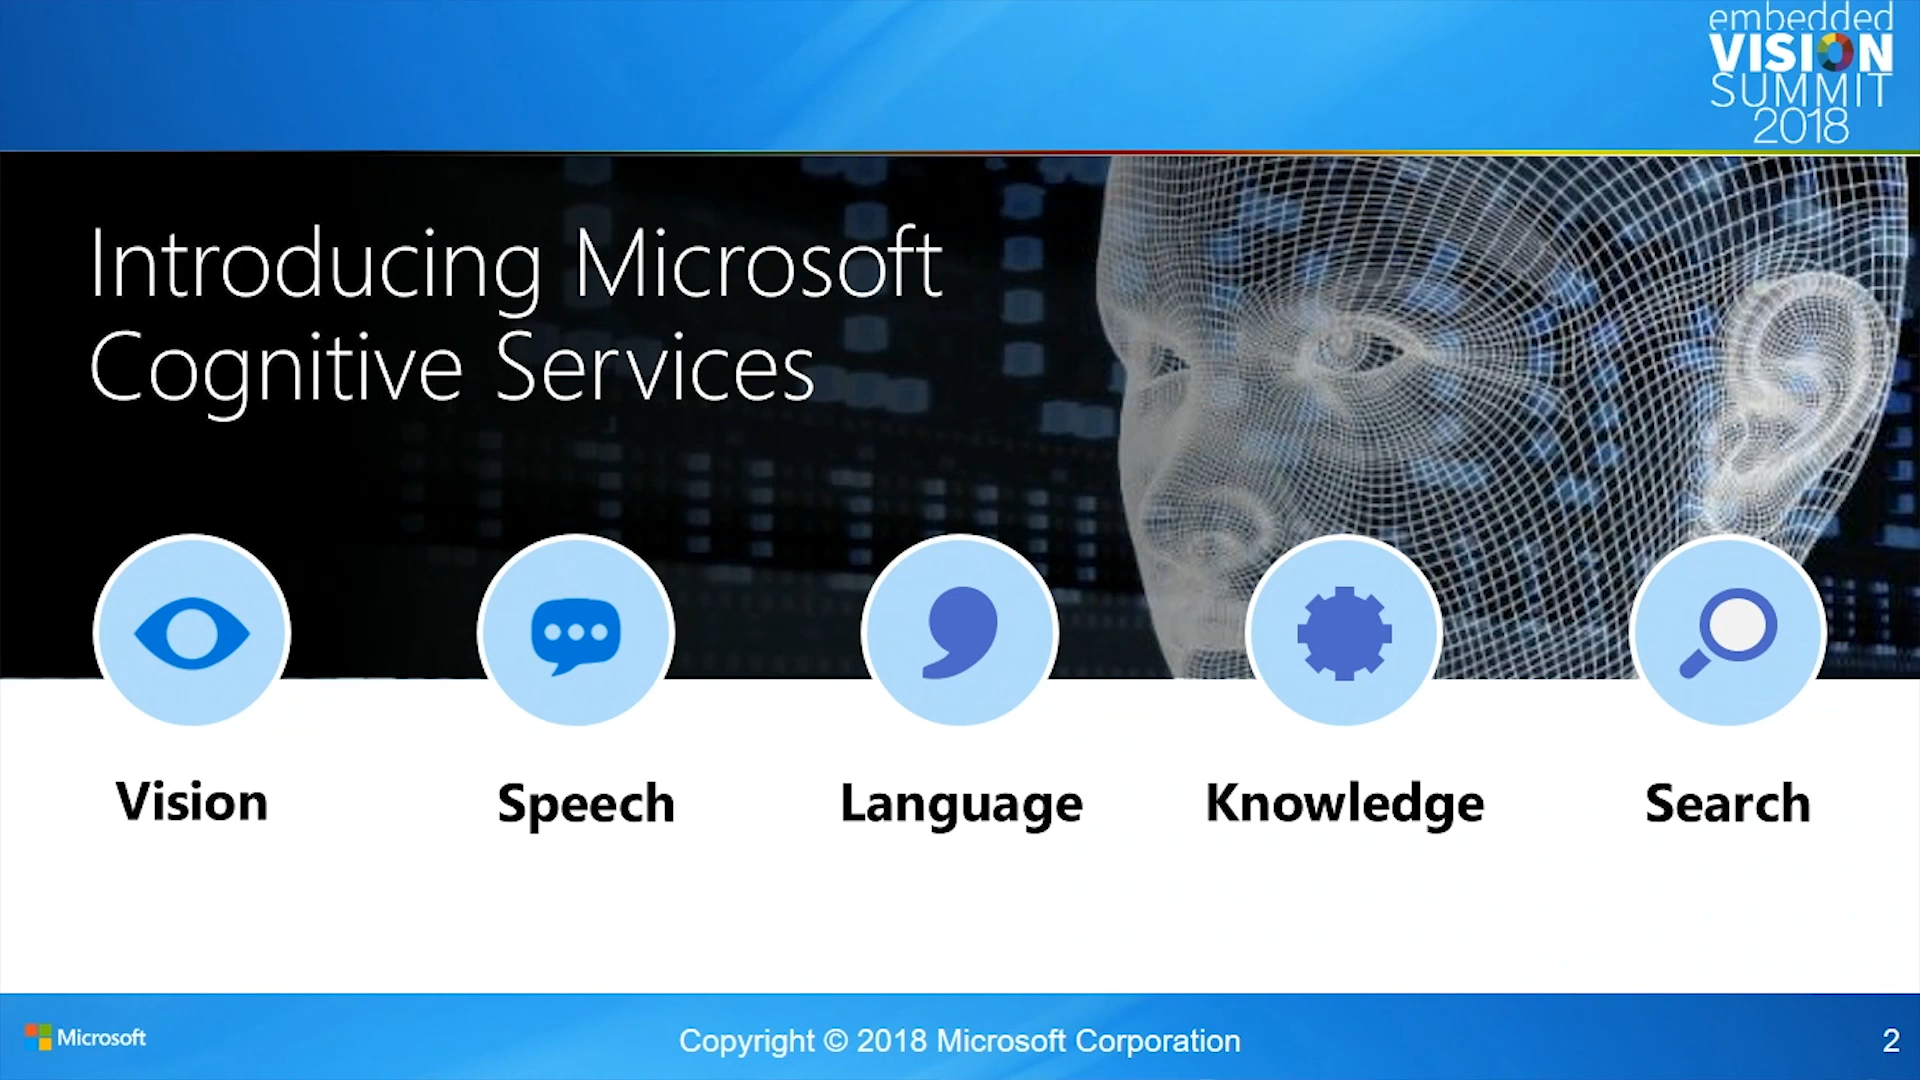 embedded
VISION
SUMMIT
2018
Introducing Microsoft
Cognitive Services
Vision
Speech
Language
Knowledge
Search
Microsoft
Copyright © 2018 Microsoft Corporation
2